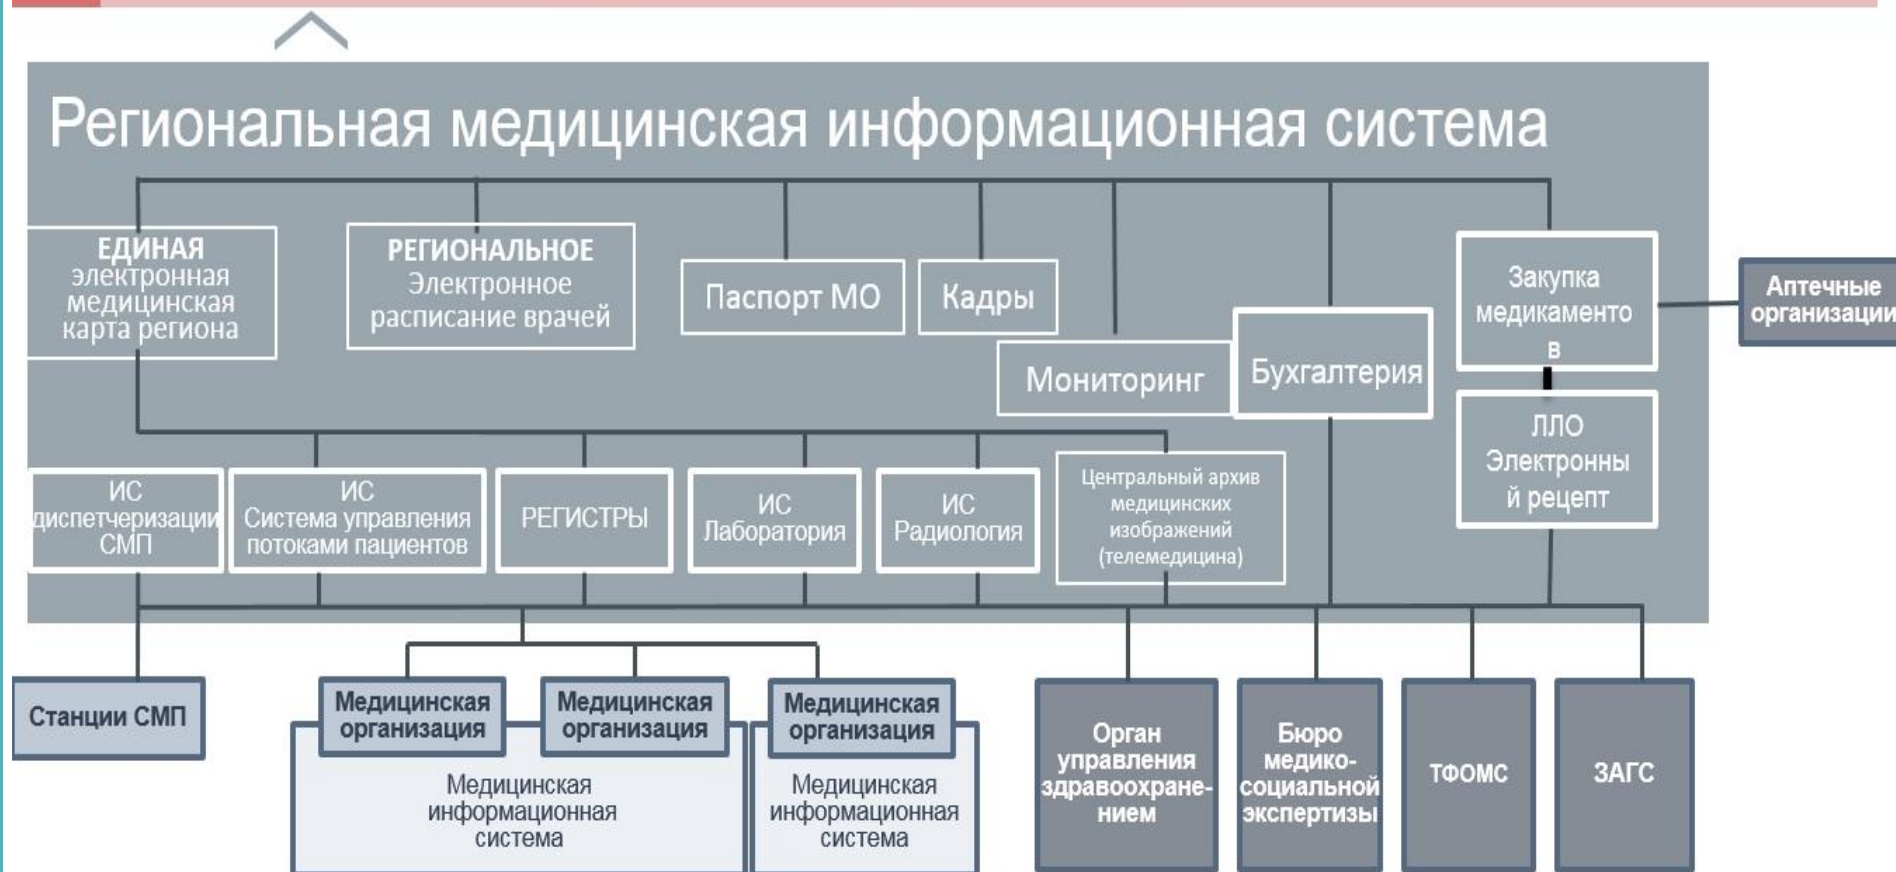 Региональная медицинская информационная система
ЕДИНАЯ
электронная
медицинская
карта региона
РЕГИОНАЛЬНОЕ
Электронное
расписание врачей
Паспорт МО
Кадры
Мониторинг
Бухгалтерия
Закупка
медикаменто
в
Аптечные
организации
ЛЛО
Электронны
й рецепт
ИС
диспетчеризации
СМП
ИС
Система управления
потоками пациентов
РЕГИСТРЫ
ИС
Лаборатория
ИС
Радиология
Центральный архив
медицинских
изображений
(телемедицина)
Станции СМП
Медицинская
организация
Медицинская
организация
Медицинская
информационная
система
Медицинская
организация
Медицинская
информационная
система
Орган
управления
здравоохране-
нием
Бюро
медико-
социальной
экспертизы
ТФОМС
ЗАГС